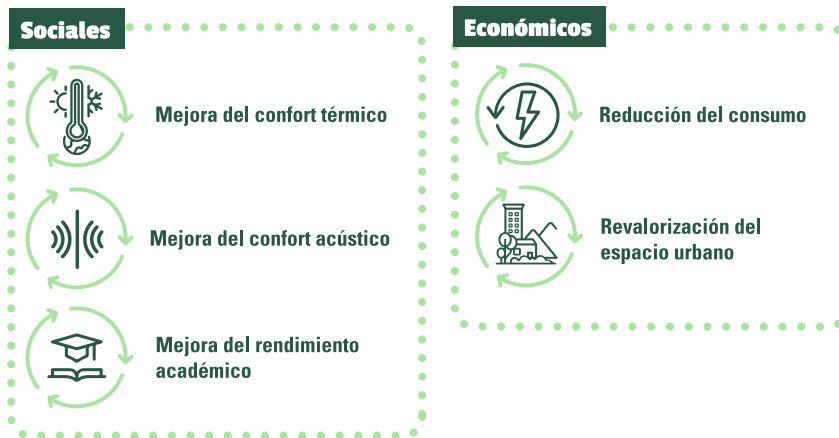 Sociales
Mejora del confort térmico
Mejora del confort acústico
Mejora del rendimiento
académico
Económicos
Reducción del consumo
Revalorización del
espacio urbano